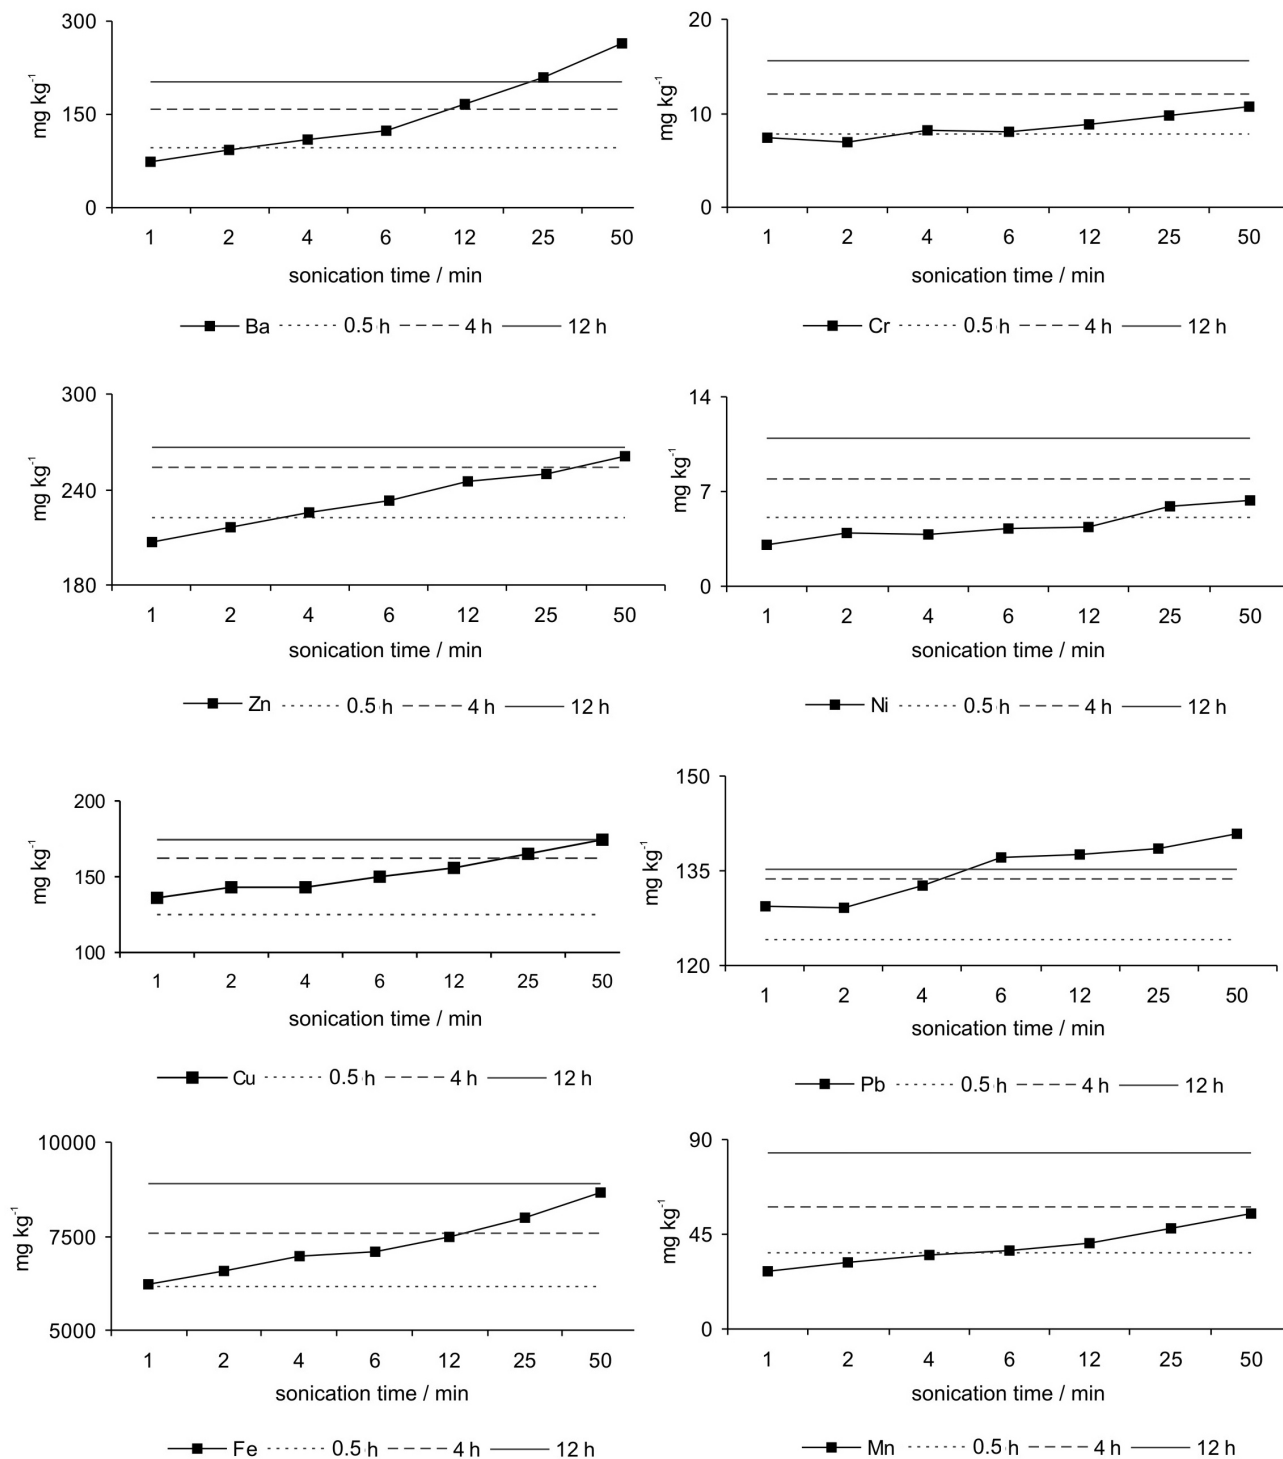 300
150
0
mg kg-1
1 2 4 6 12 25 50
sonication time / min
Ba 0.5 h 4 h 12 h
20
10
0
mg kg-1
1 2 4 6 12 25 50
sonication time / min
Cr 0.5 h 4 h 12 h
300
240
180
mg kg-1
1 2 4 6 12 25 50
sonication time / min
Zn 0.5 h 4 h 12 h
14
7
0
mg kg-1
1 2 4 6 12 25 50
sonication time / min
Ni 0.5 h 4 h 12 h
200
150
100
mg kg-1
1 2 4 6 12 25 50
sonication time / min
Cu 0.5 h 4 h 12 h
150
135
120
mg kg-1
1 2 4 6 12 25 50
sonication time / min
Pb 0.5 h 4 h 12 h
10000
7500
5000
mg kg-1
1 2 4 6 12 25 50
sonication time / min
Fe 0.5 h 4 h 12 h
90
45
0
mg kg-1
1 2 4 6 12 25 50
sonication time / min
Mn 0.5 h 4 h 12 h